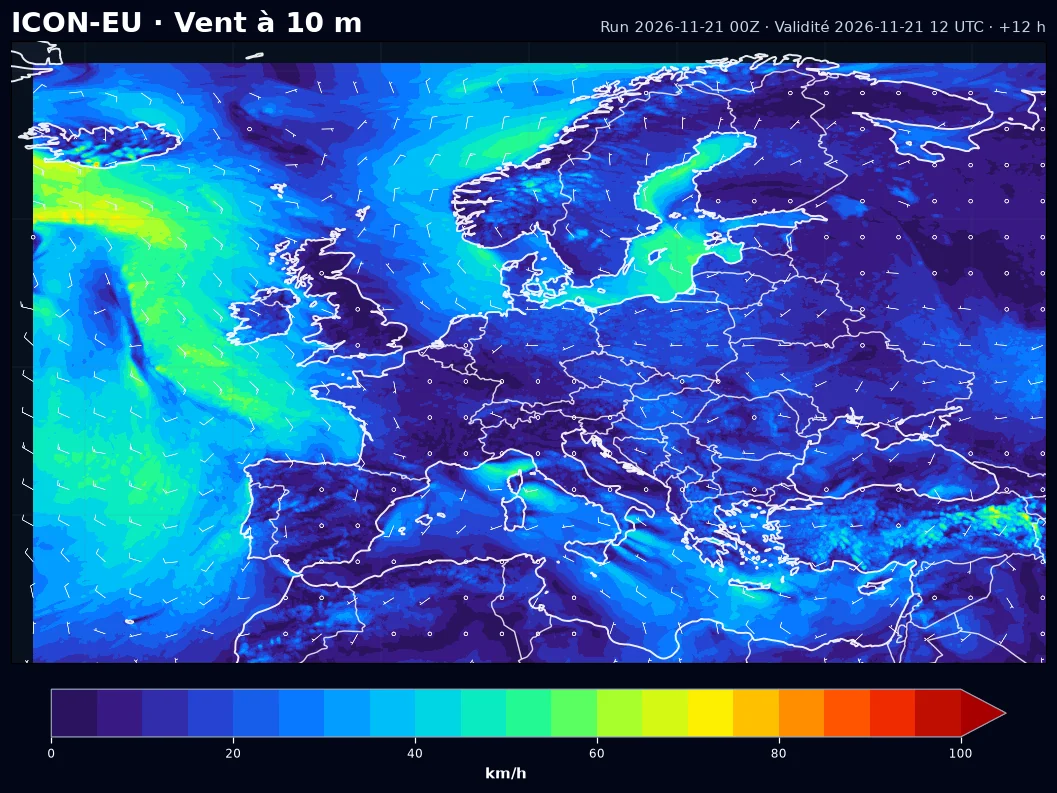 ICON-EU · Vent à 10 m
Run 2026-11-21 00Z · Validité 2026-11-21 12 UTC · +12 h
0 20 40 60 80 100
km/h